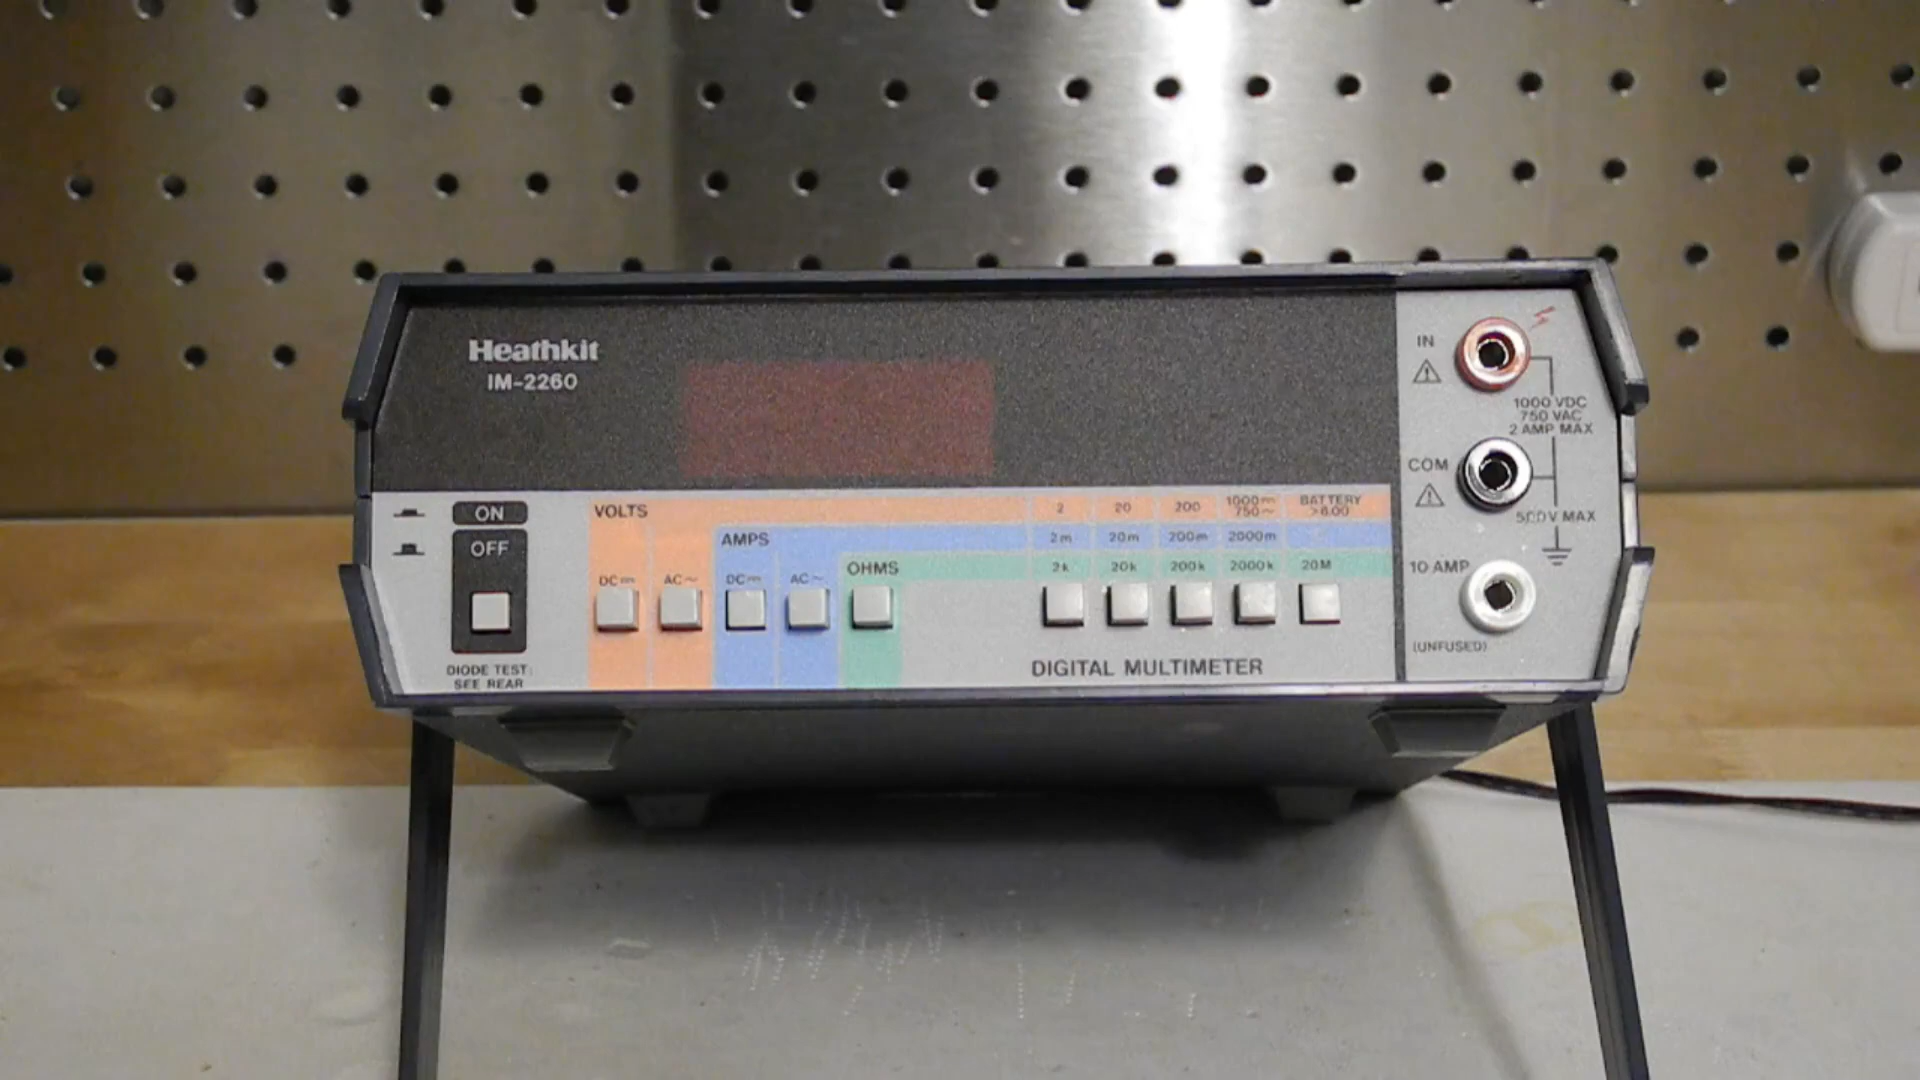 Heathkit
IM-2260
IN
1000 VDC
750 VAC
2 AMP MAX
COM
500V MAX
10 AMP
(UNFUSED)
ON
OFF
DIODE TEST:
SEE REAR
VOLTS
2 20 200 1000 750~ BATTERY >8.00
AMPS
2m 20m 200m 2000m
OHMS
2k 20k 200k 2000k 20M
DC AC~ DC AC~
DIGITAL MULTIMETER